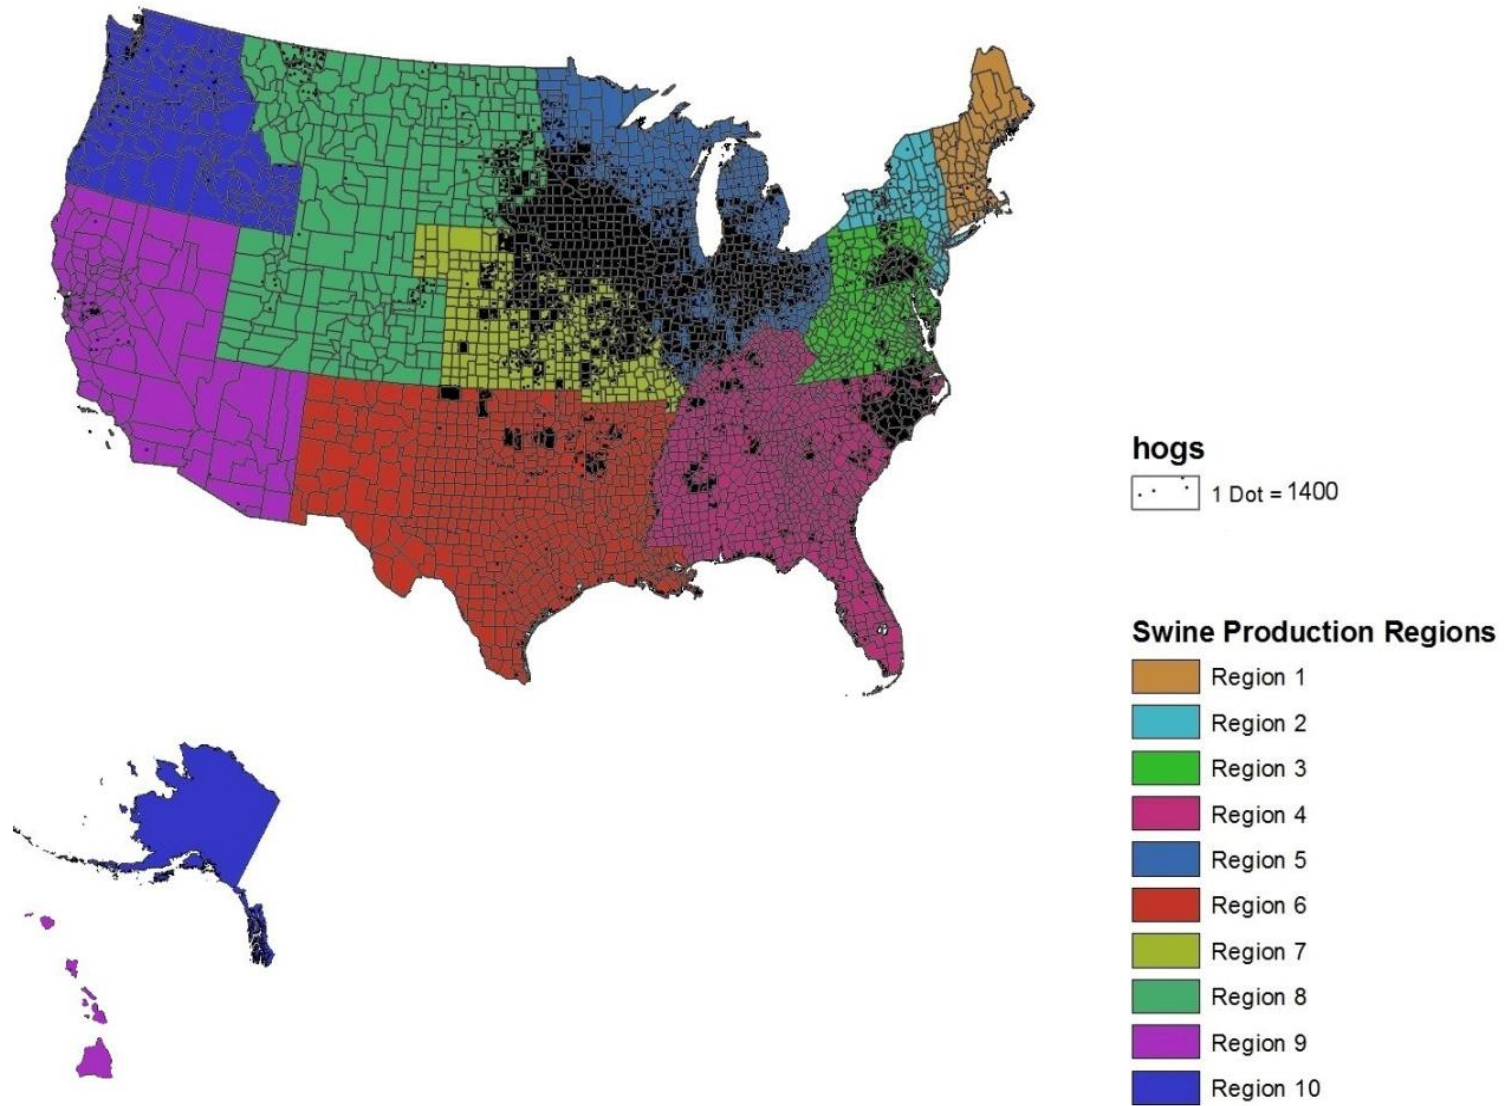 hogs
1 Dot = 1400
Swine Production Regions
Region 1
Region 2
Region 3
Region 4
Region 5
Region 6
Region 7
Region 8
Region 9
Region 10